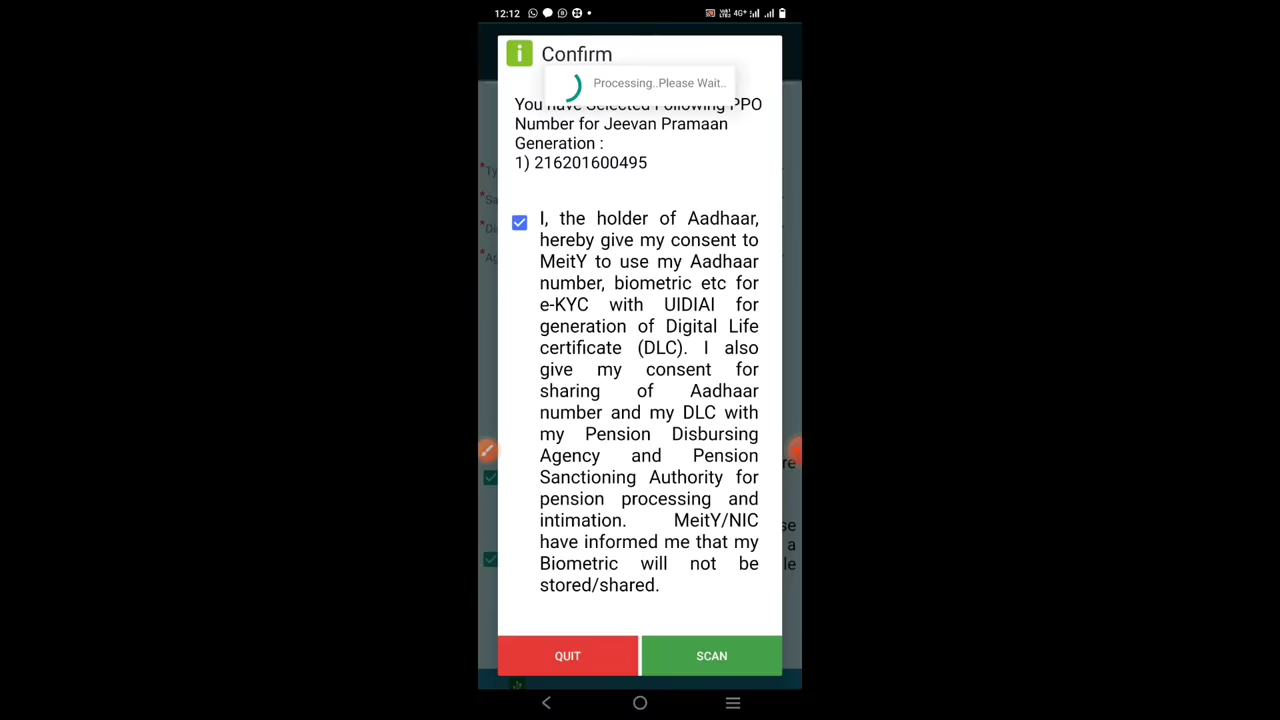 12:12
4G+
Confirm
Processing..Please Wait..
You have Selected Following PPO
Number for Jeevan Pramaan
Generation :
1) 216201600495
I, the holder of Aadhaar,
hereby give my consent to
MeitY to use my Aadhaar
number, biometric etc for
e-KYC with UIDIAI for
generation of Digital Life
certificate (DLC). I also
give my consent for
sharing of Aadhaar
number and my DLC with
my Pension Disbursing
Agency and Pension
Sanctioning Authority for
pension processing and
intimation. MeitY/NIC
have informed me that my
Biometric will not be
stored/shared.
QUIT
SCAN